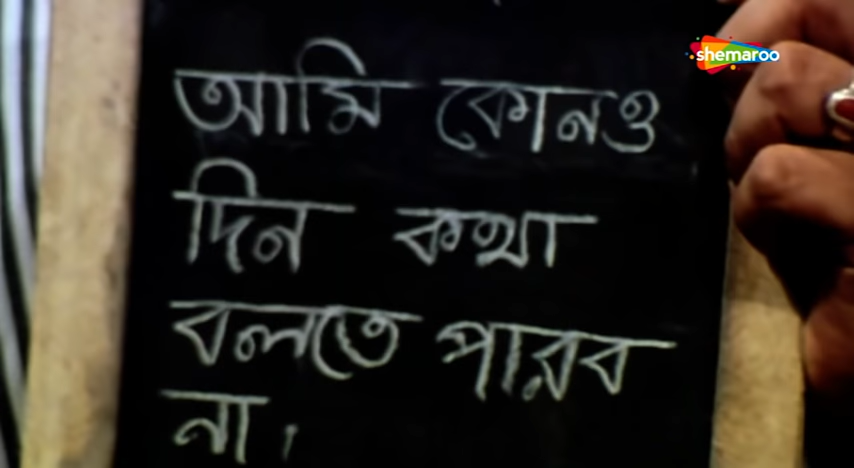 shemaroo
আমি কোনও
দিন কথা
বলতে পারব
না।